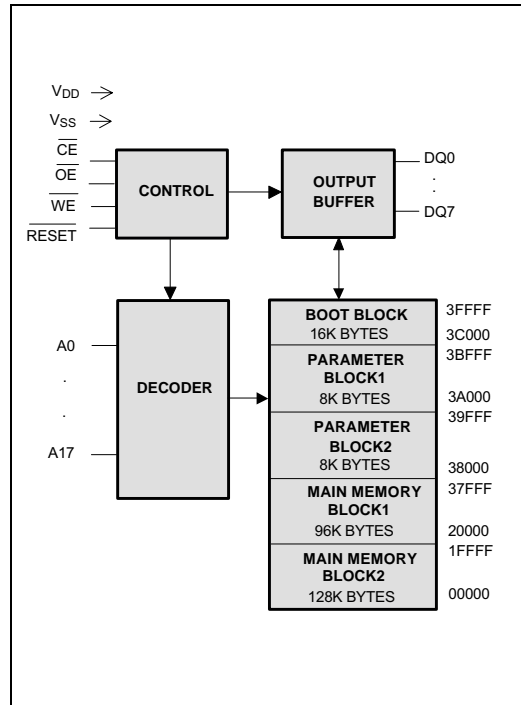 VDD
VSS
CE
OE
WE
RESET
CONTROL
OUTPUT
BUFFER
DQ0
.
.
DQ7
A0
.
.
A17
DECODER
BOOT BLOCK
16K BYTES
3FFFF
3C000
PARAMETER
BLOCK1
8K BYTES
3BFFF
3A000
PARAMETER
BLOCK2
8K BYTES
39FFF
38000
MAIN MEMORY
BLOCK1
96K BYTES
37FFF
20000
MAIN MEMORY
BLOCK2
128K BYTES
1FFFF
00000